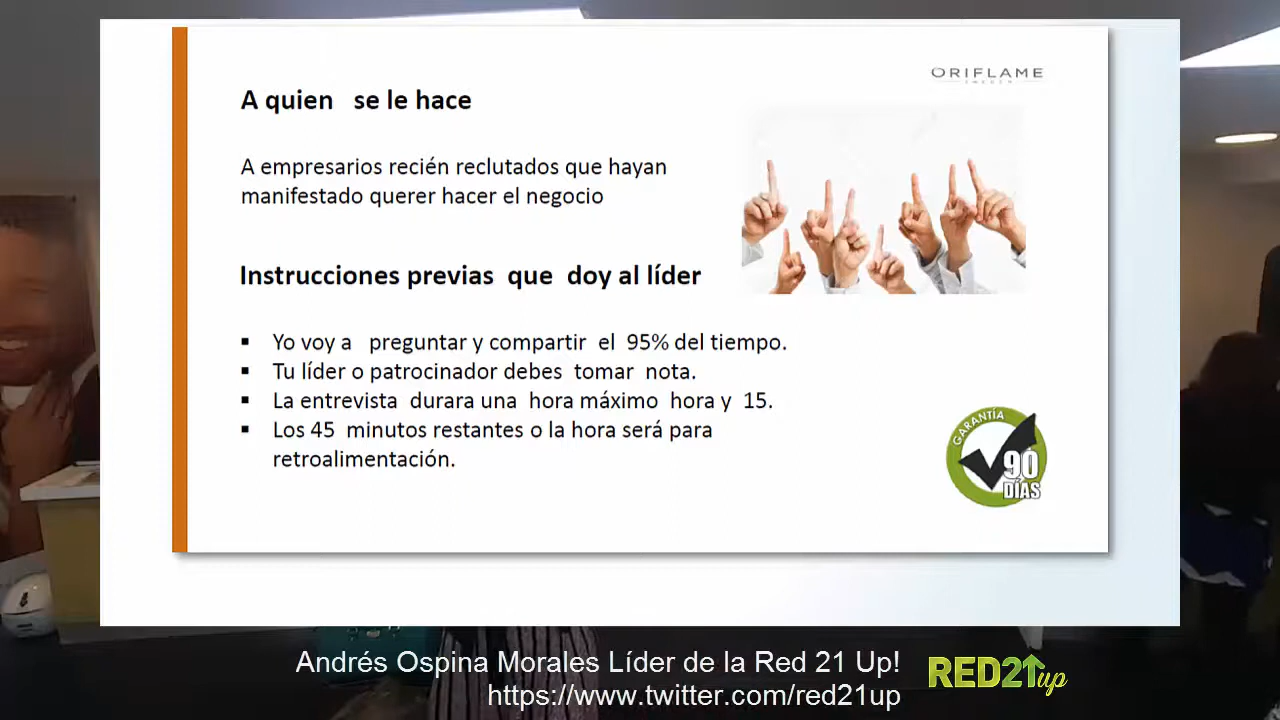 ORIFLAME
SWEDEN
A quien se le hace
A empresarios recién reclutados que hayan
manifestado querer hacer el negocio
Instrucciones previas que doy al líder
▪ Yo voy a preguntar y compartir el 95% del tiempo.
▪ Tu líder o patrocinador debes tomar nota.
▪ La entrevista durara una hora máximo hora y 15.
▪ Los 45 minutos restantes o la hora será para
retroalimentación.
GARANTÍA
90
DÍAS
Andrés Ospina Morales Líder de la Red 21 Up!
https://www.twitter.com/red21up
RED21up